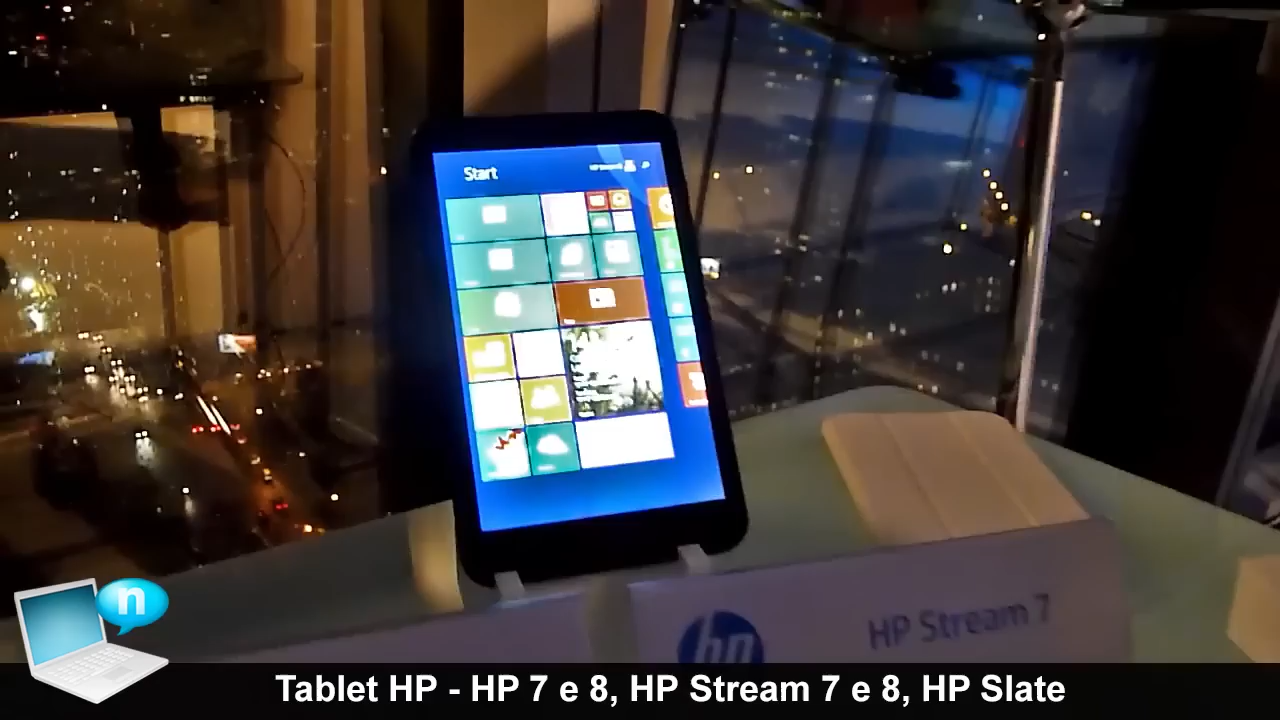 Start
n
hp
HP Stream 7
Tablet HP - HP 7 e 8, HP Stream 7 e 8, HP Slate